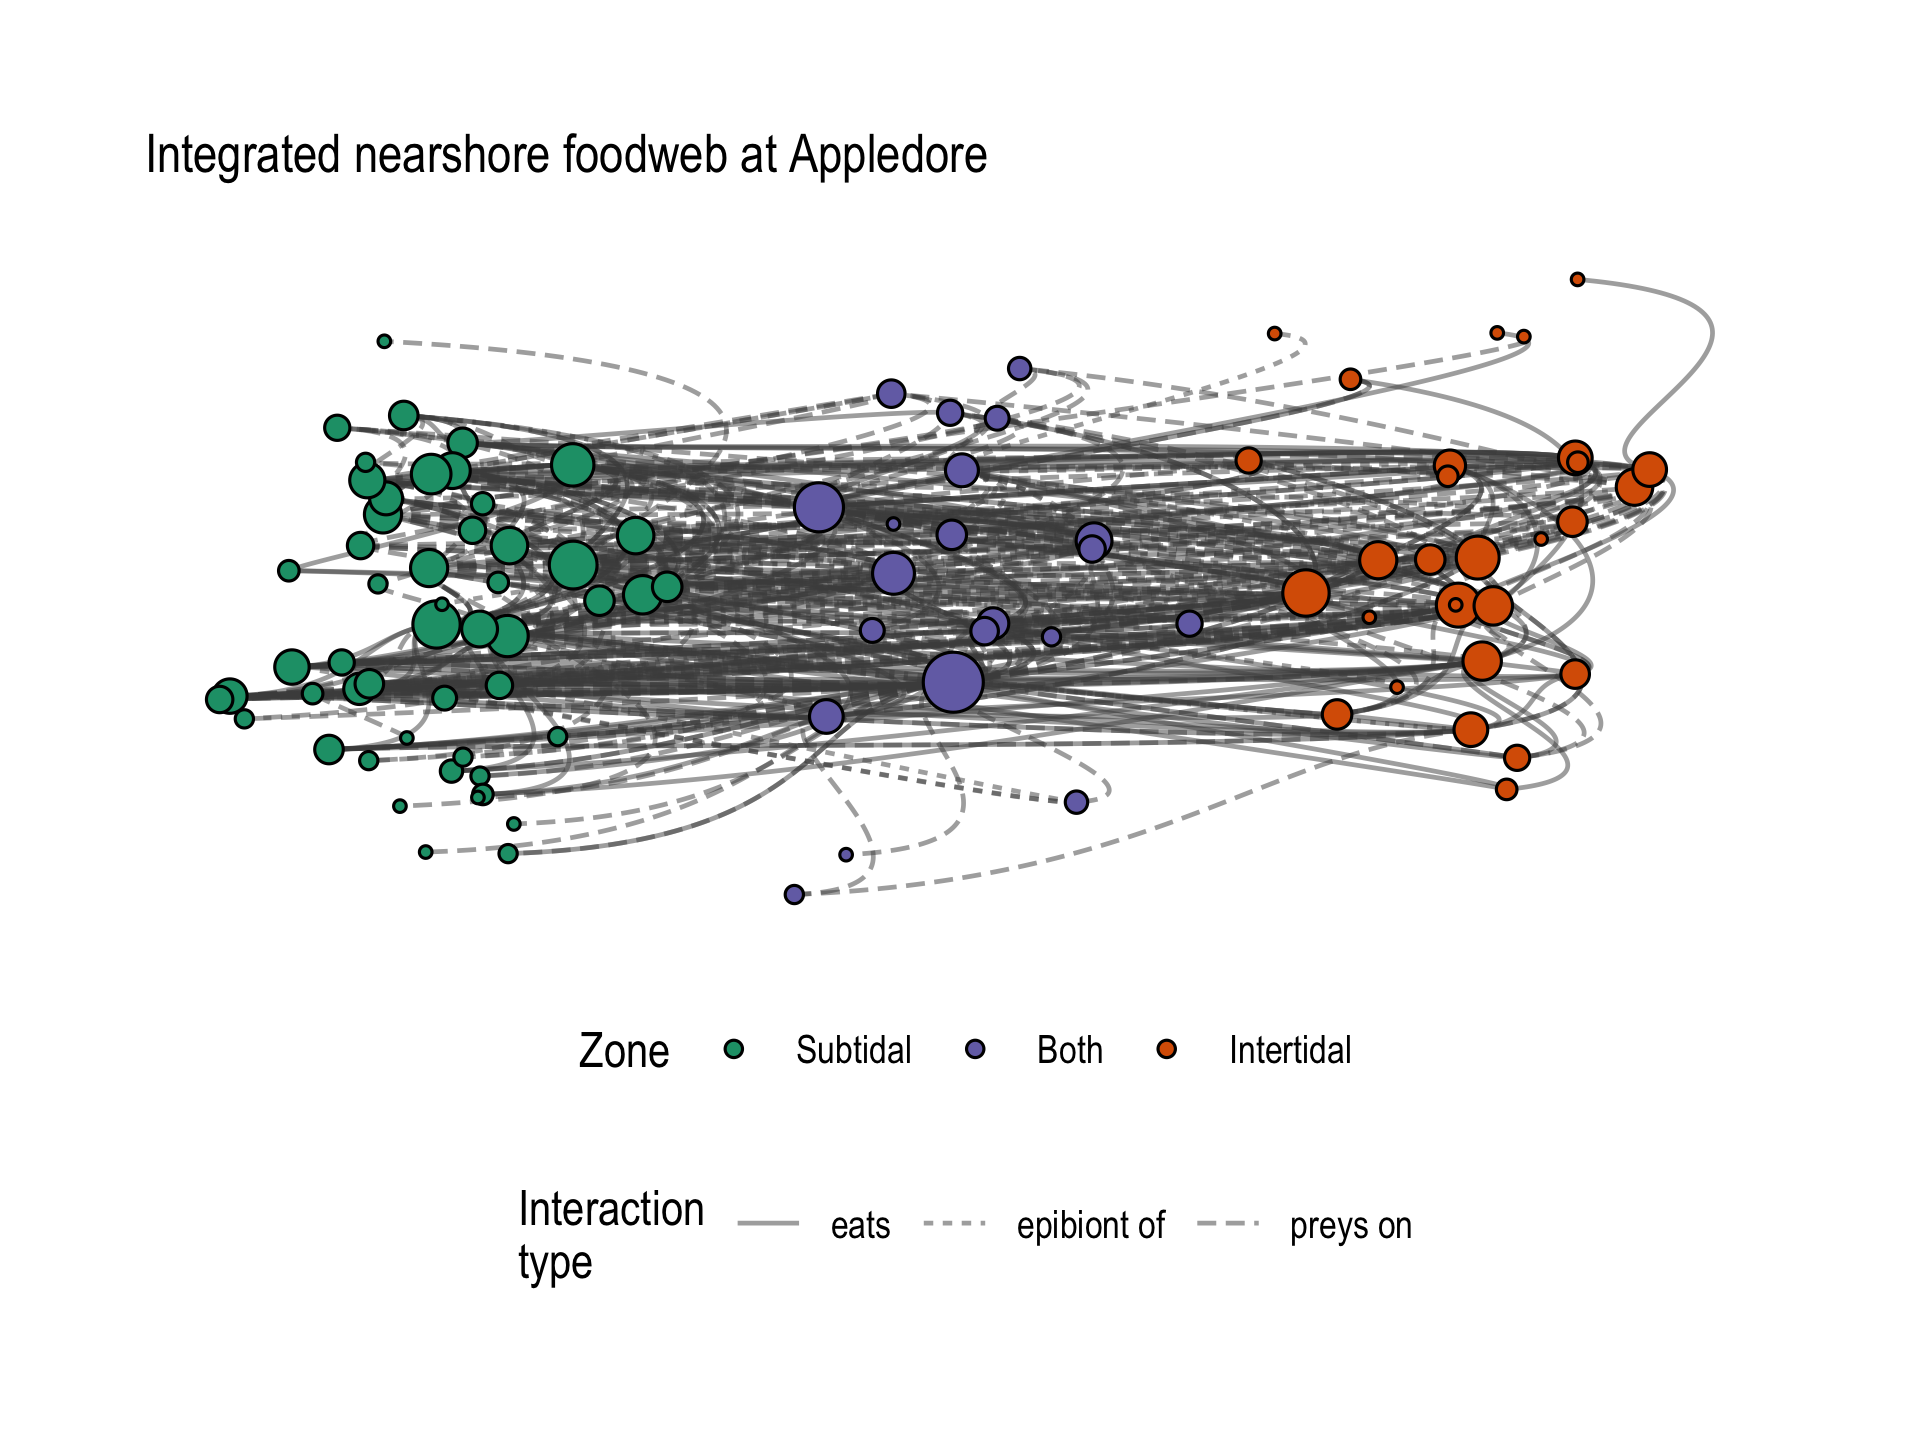 Integrated nearshore foodweb at Appledore
Zone Subtidal Both Intertidal
Interaction
type
eats epibiont of preys on